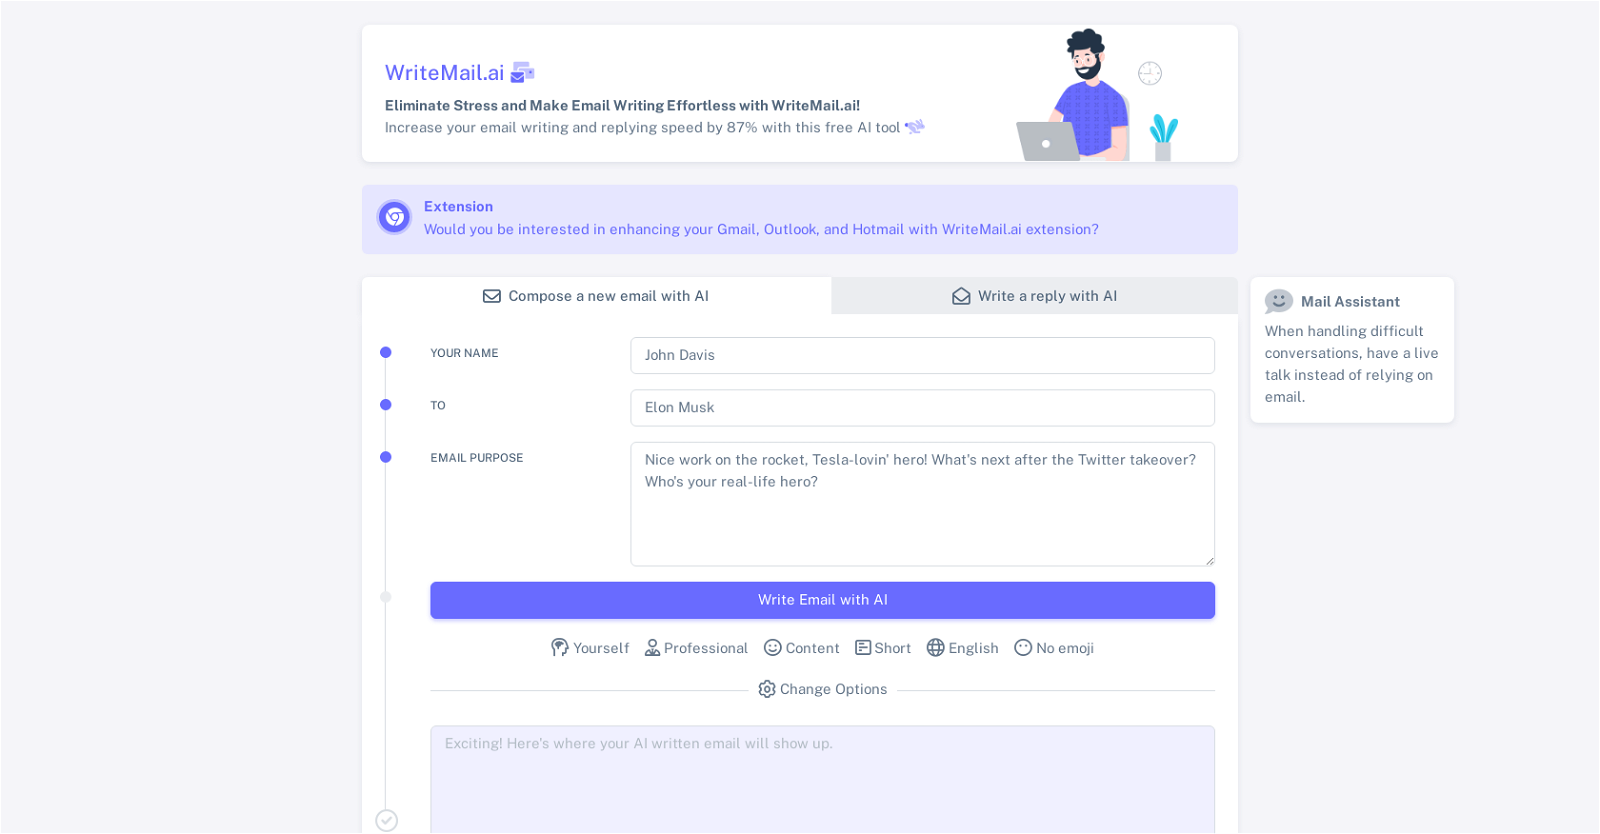 WriteMail.ai
Eliminate Stress and Make Email Writing Effortless with WriteMail.ai!
Increase your email writing and replying speed by 87% with this free AI tool
Extension
Would you be interested in enhancing your Gmail, Outlook, and Hotmail with WriteMail.ai extension?
Compose a new email with AI
Write a reply with AI
YOUR NAME
John Davis
TO
Elon Musk
EMAIL PURPOSE
Nice work on the rocket, Tesla-lovin' hero! What's next after the Twitter takeover?
Who's your real-life hero?
Write Email with AI
Yourself Professional Content Short English No emoji
Change Options
Exciting! Here's where your AI written email will show up.
Mail Assistant
When handling difficult
conversations, have a live
talk instead of relying on
email.